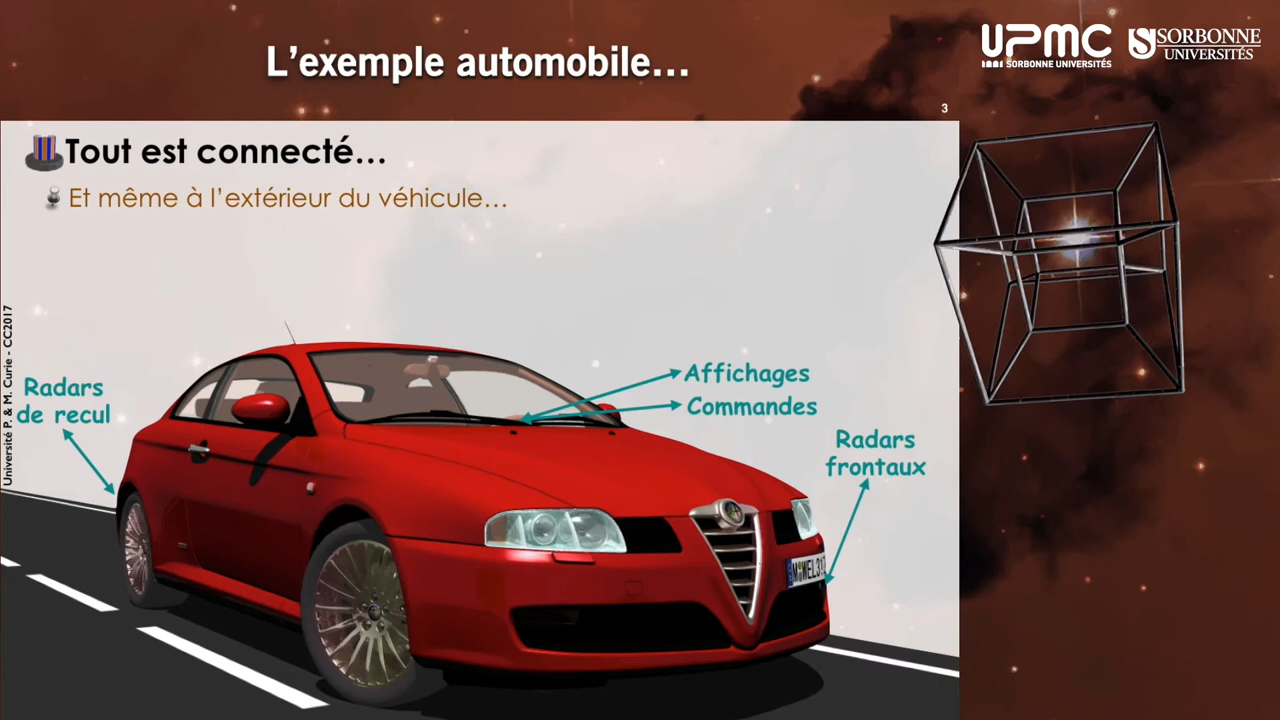 L'exemple automobile...
UPMC
SORBONNE UNIVERSITÉS
SORBONNE
UNIVERSITÉS
3
Tout est connecté...
Et même à l'extérieur du véhicule...
Université P. & M. Curie - CC2017
Radars
de recul
Affichages
Commandes
Radars
frontaux